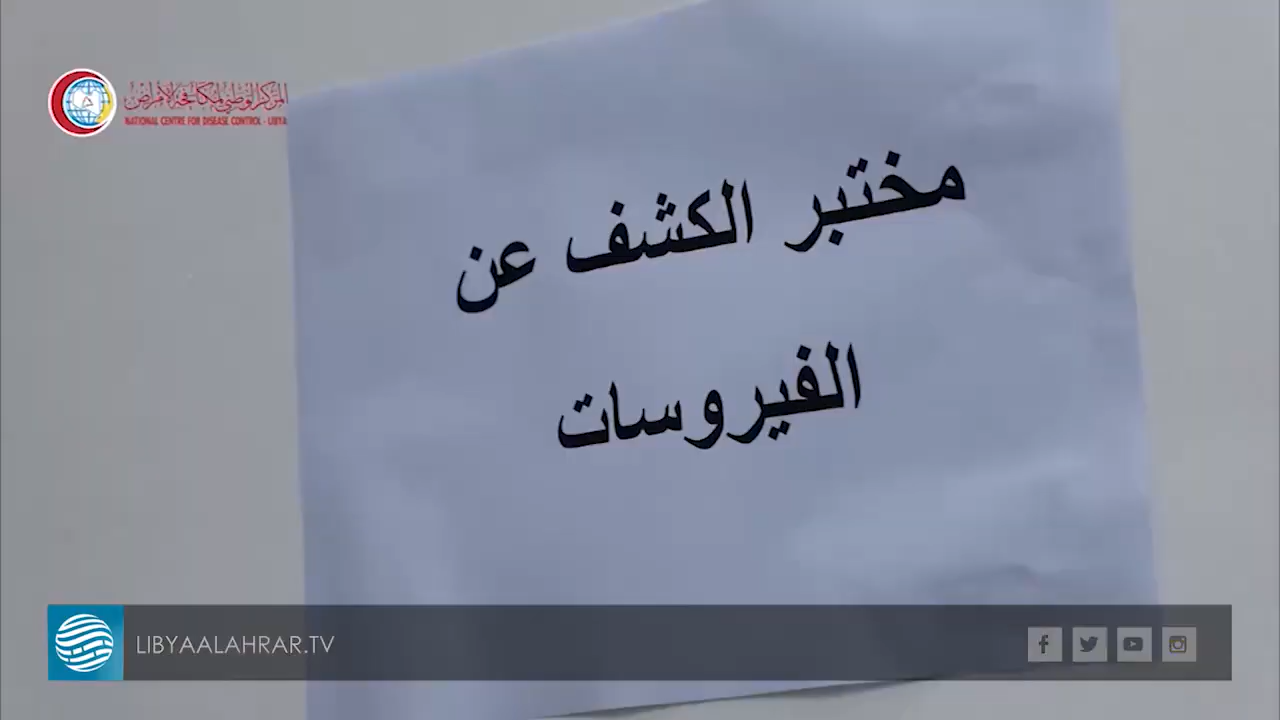 المركز الوطني لمكافحة الأمراض
NATIONAL CENTRE FOR DISEASE CONTROL - LIBYA
مختبر الكشف عن
الفيروسات
LIBYAALAHRAR.TV